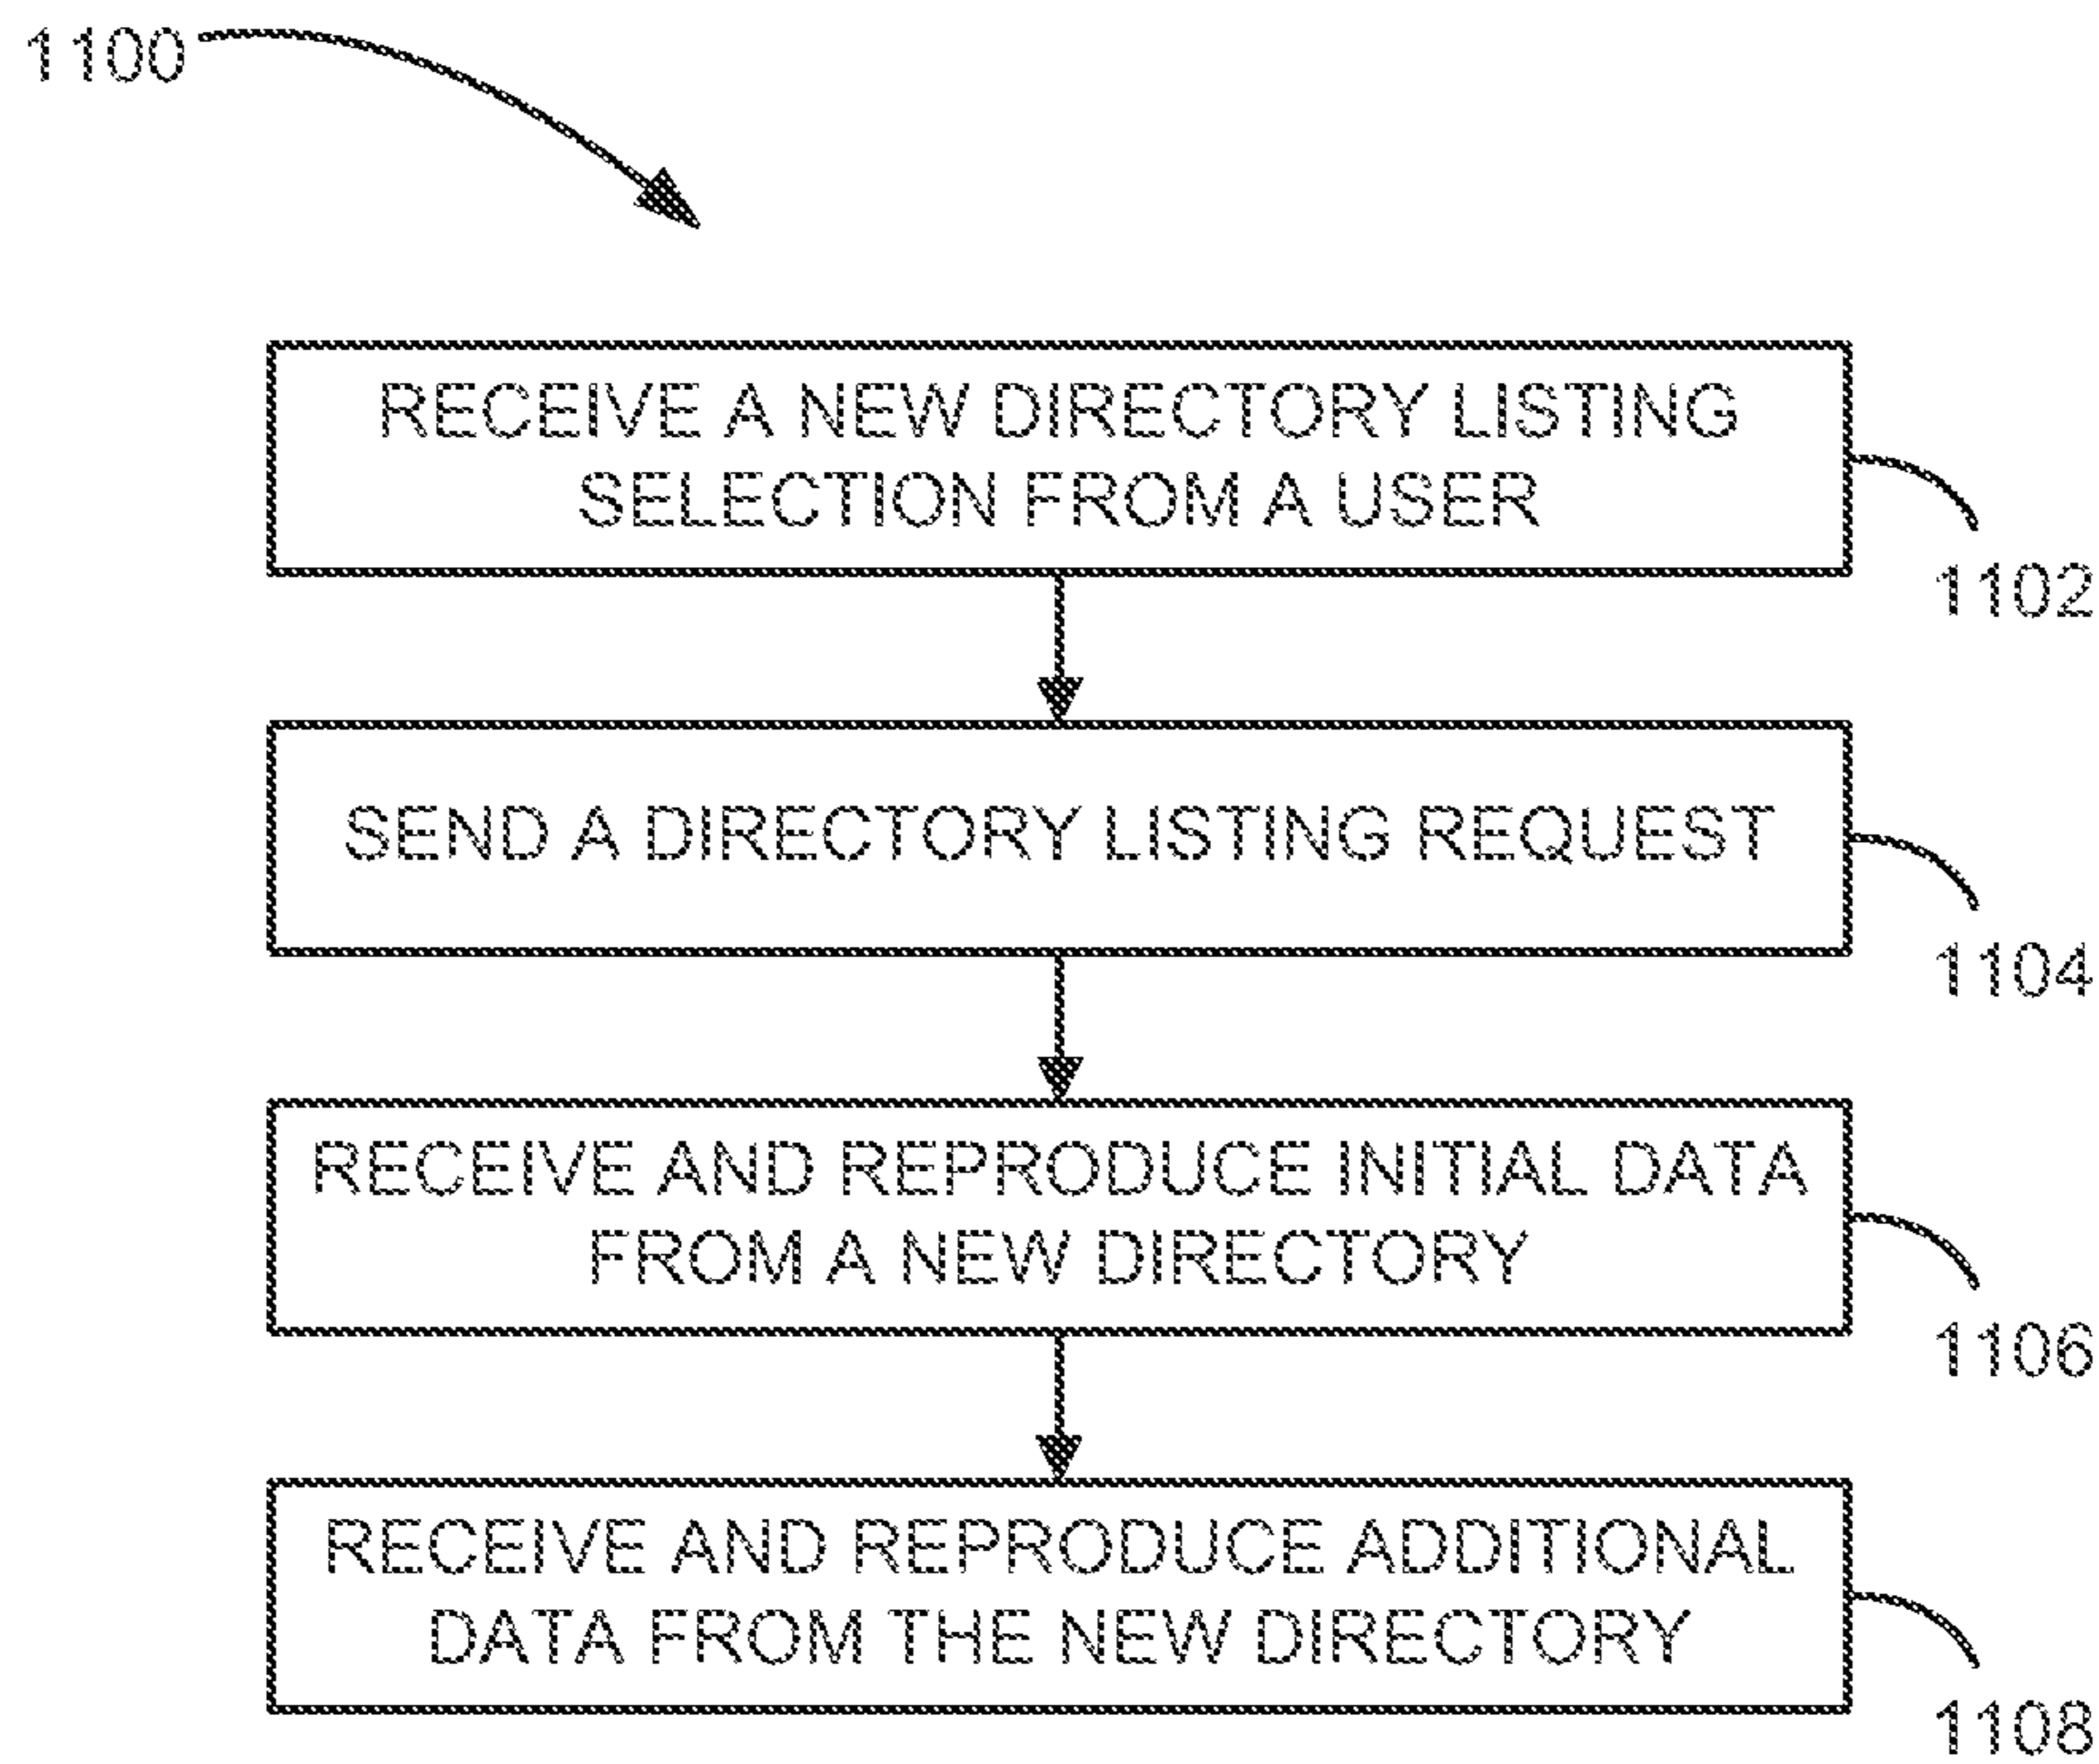 1100
RECEIVE A NEW DIRECTORY LISTING
SELECTION FROM A USER
1102
SEND A DIRECTORY LISTING REQUEST
1104
RECEIVE AND REPRODUCE INITIAL DATA
FROM A NEW DIRECTORY
1106
RECEIVE AND REPRODUCE ADDITIONAL
DATA FROM THE NEW DIRECTORY
1108